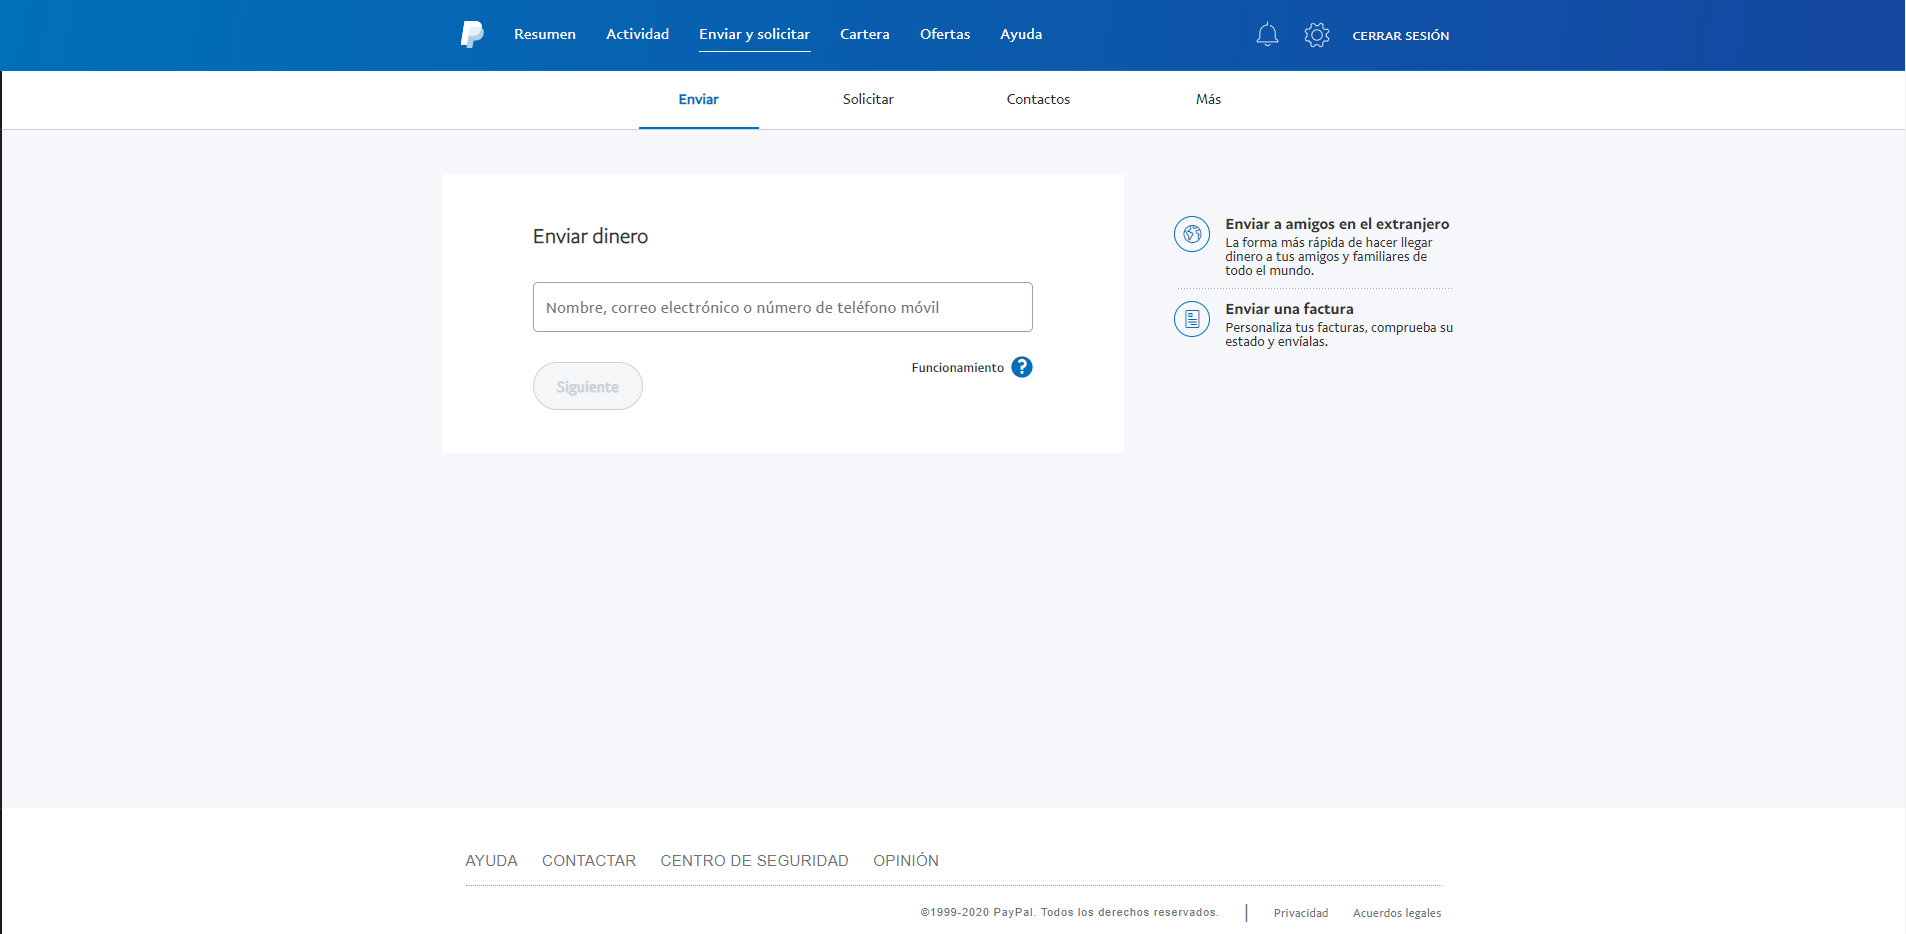 Resumen Actividad Enviar y solicitar Cartera Ofertas Ayuda CERRAR SESIÓN
Enviar Solicitar Contactos Más
Enviar dinero
Nombre, correo electrónico o número de teléfono móvil
Siguiente
Funcionamiento ?
Enviar a amigos en el extranjero
La forma más rápida de hacer llegar
dinero a tus amigos y familiares de
todo el mundo.
Enviar una factura
Personaliza tus facturas, comprueba su
estado y envíalas.
AYUDA CONTACTAR CENTRO DE SEGURIDAD OPINIÓN
©1999-2020 PayPal. Todos los derechos reservados. | Privacidad Acuerdos legales